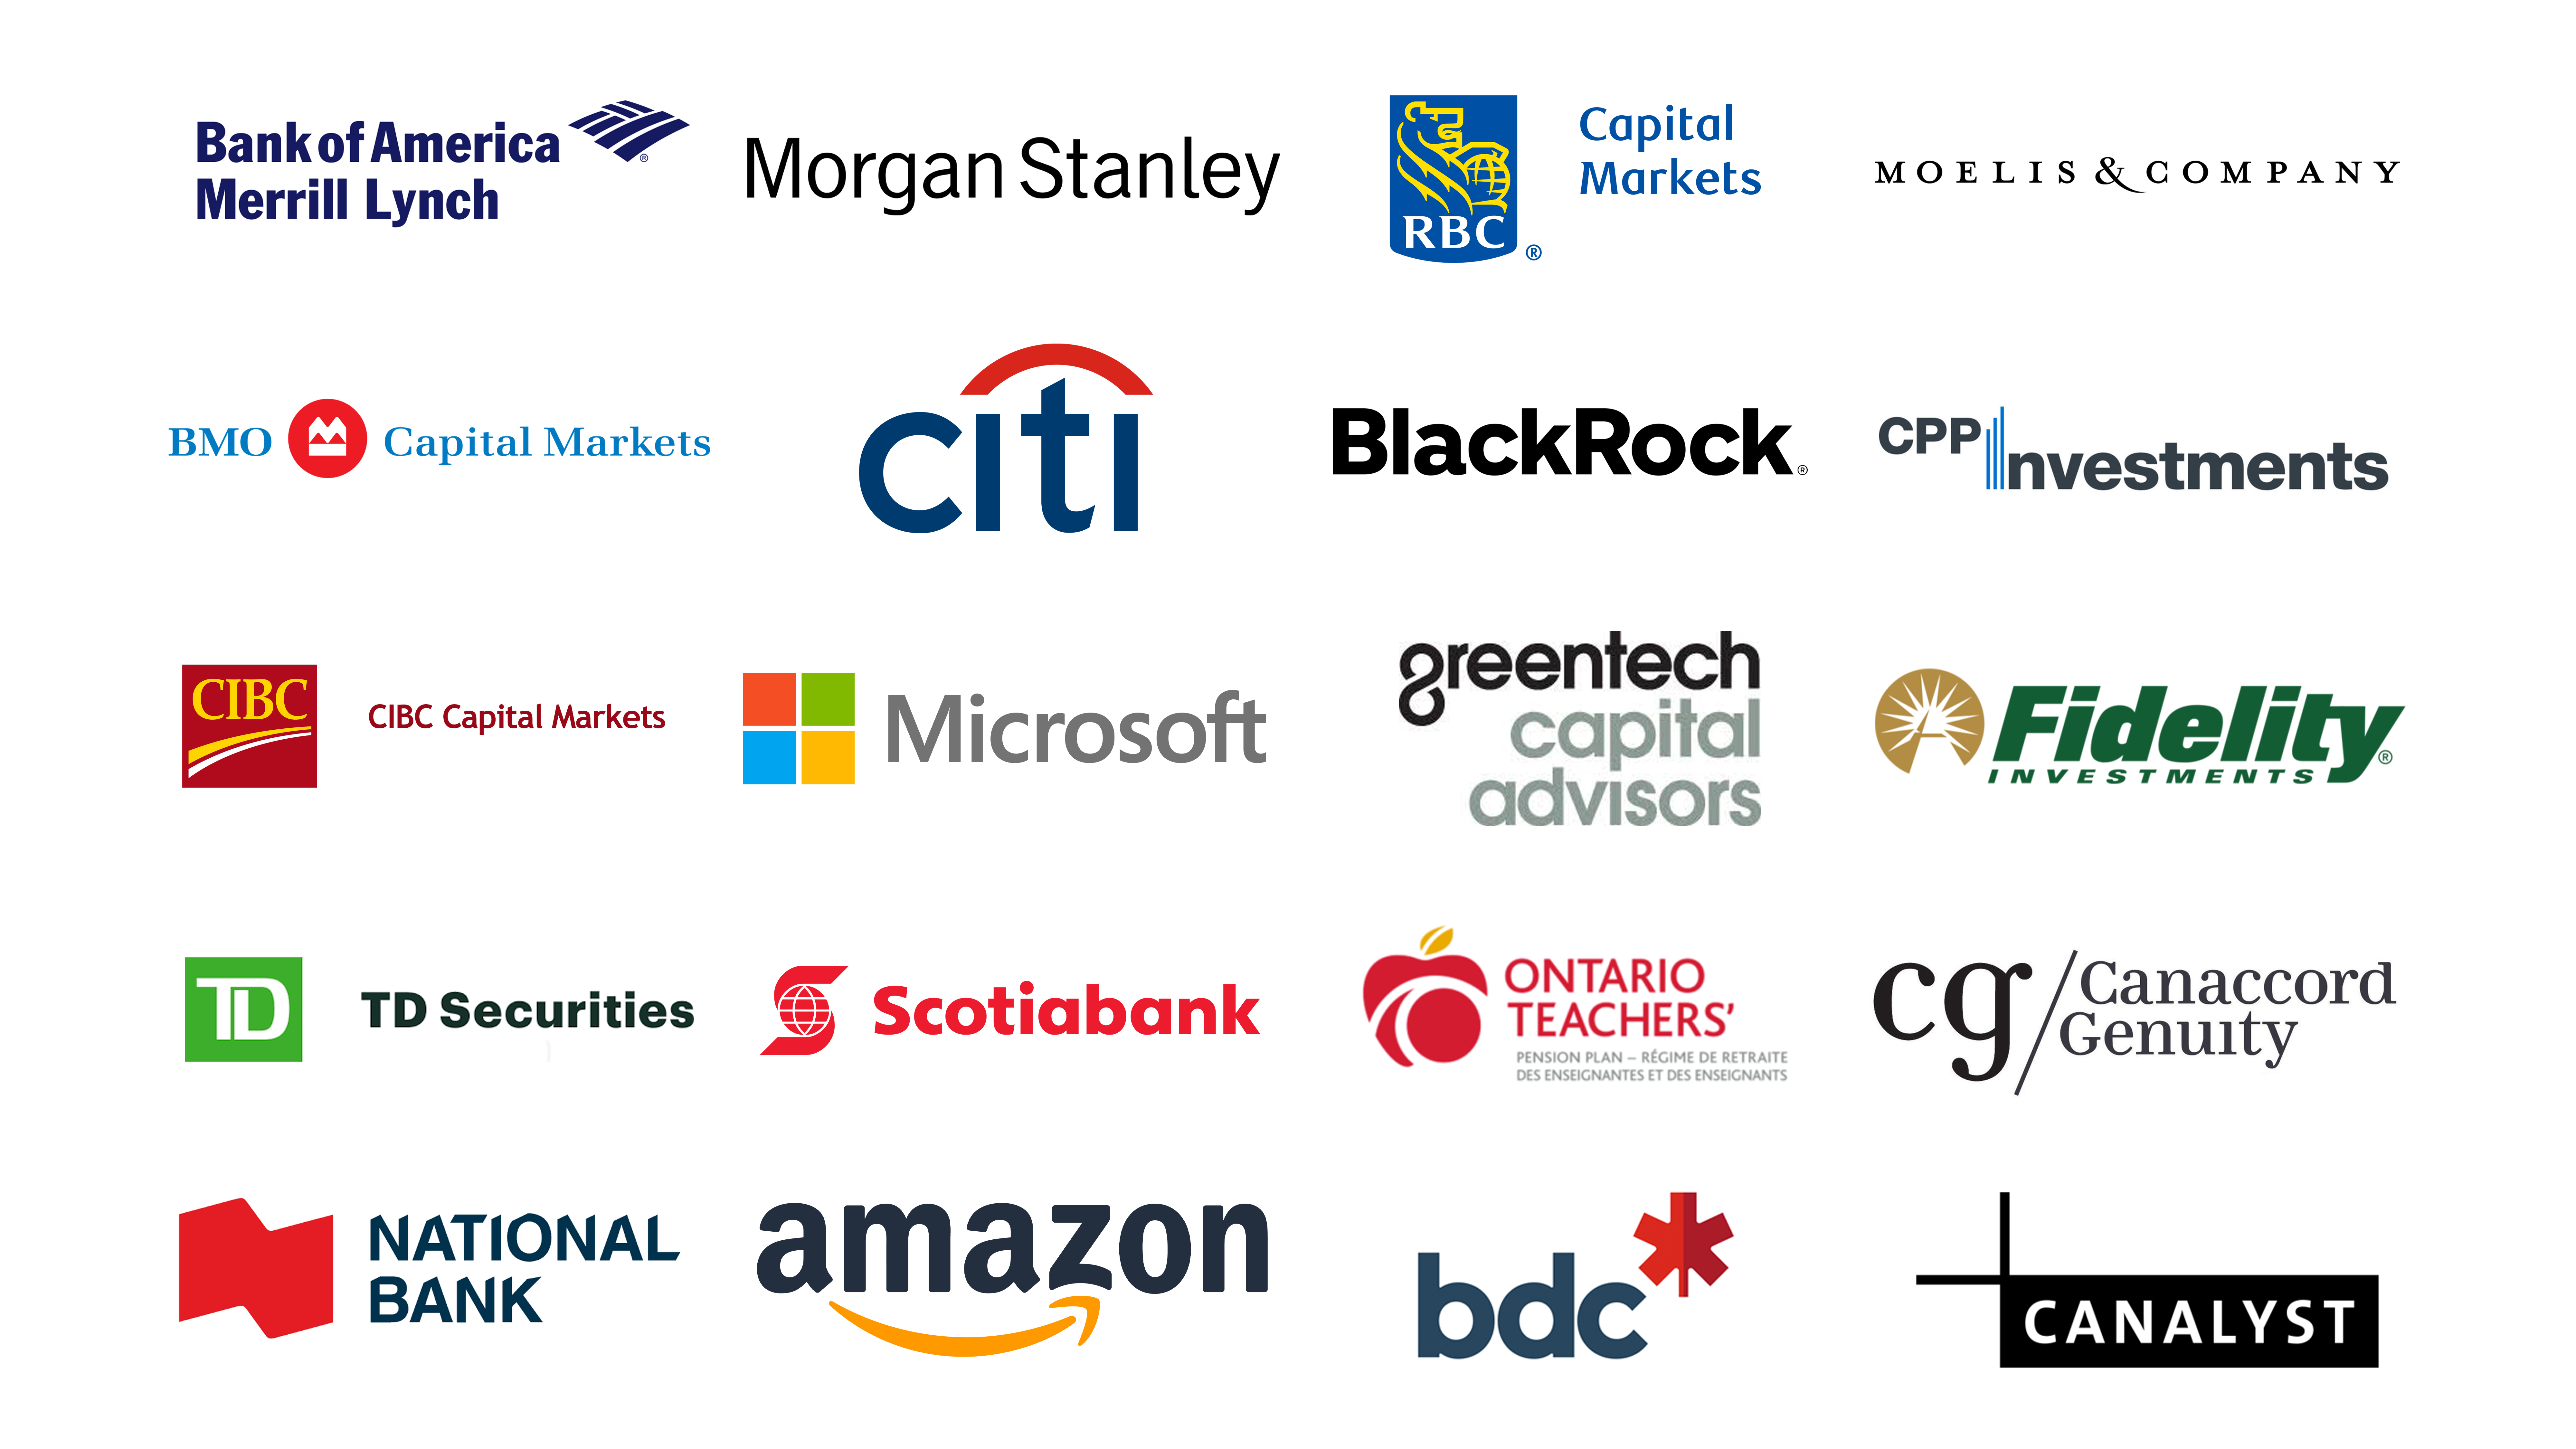 Bank of America
Merrill Lynch
®
Morgan Stanley
RBC
®
Capital
Markets
MOELIS & COMPANY
BMO Capital Markets
citi
BlackRock®
CPP Investments
CIBC
CIBC Capital Markets
Microsoft
greentech
capital
advisors
Fidelity®
INVESTMENTS
TD
TD Securities
Scotiabank
ONTARIO
TEACHERS'
PENSION PLAN – RÉGIME DE RETRAITE
DES ENSEIGNANTES ET DES ENSEIGNANTS
cg/Canaccord
Genuity
NATIONAL
BANK
amazon
bdc
CANALYST